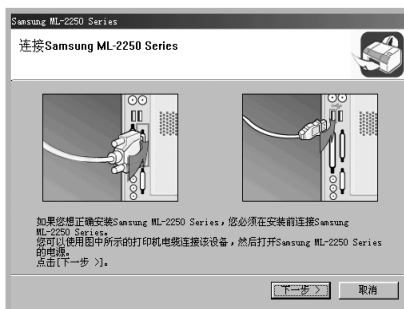 Samsung ML-2250 Series
连接Samsung ML-2250 Series
如果您想正确安装Samsung ML-2250 Series，您必须在安装前连接Samsung
ML-2250 Series。
您可以使用图中所示的打印机电缆连接该设备，然后打开Samsung ML-2250 Series
的电源。
点击[下一步 >]。
下一步 >
取消